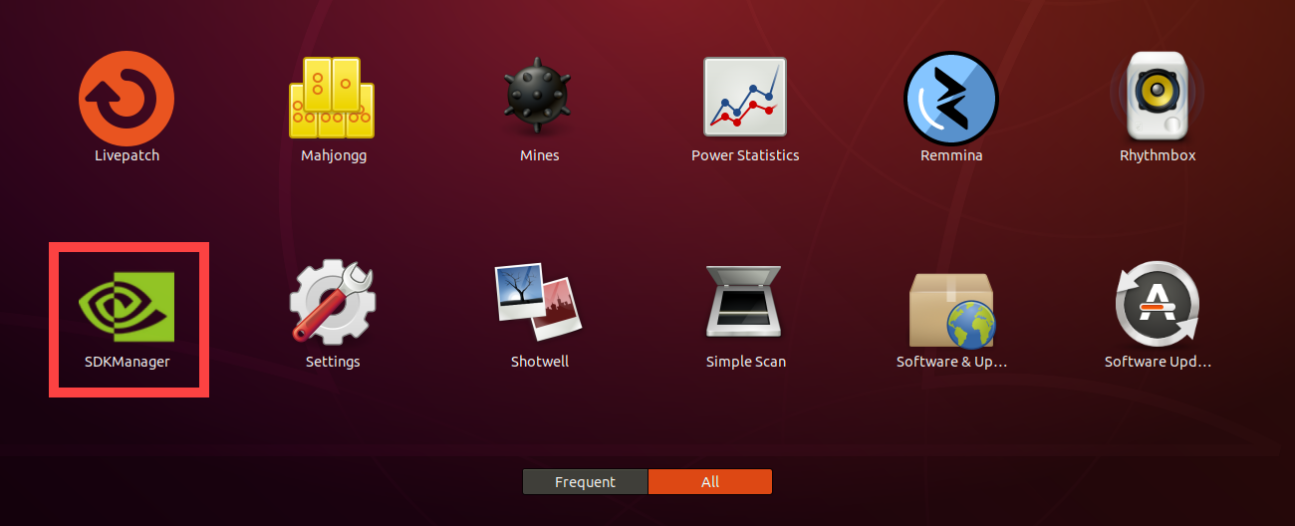 Livepatch
Mahjongg
Mines
Power Statistics
Remmina
Rhythmbox
SDKManager
Settings
Shotwell
Simple Scan
Software & Up...
Software Upd...
Frequent
All